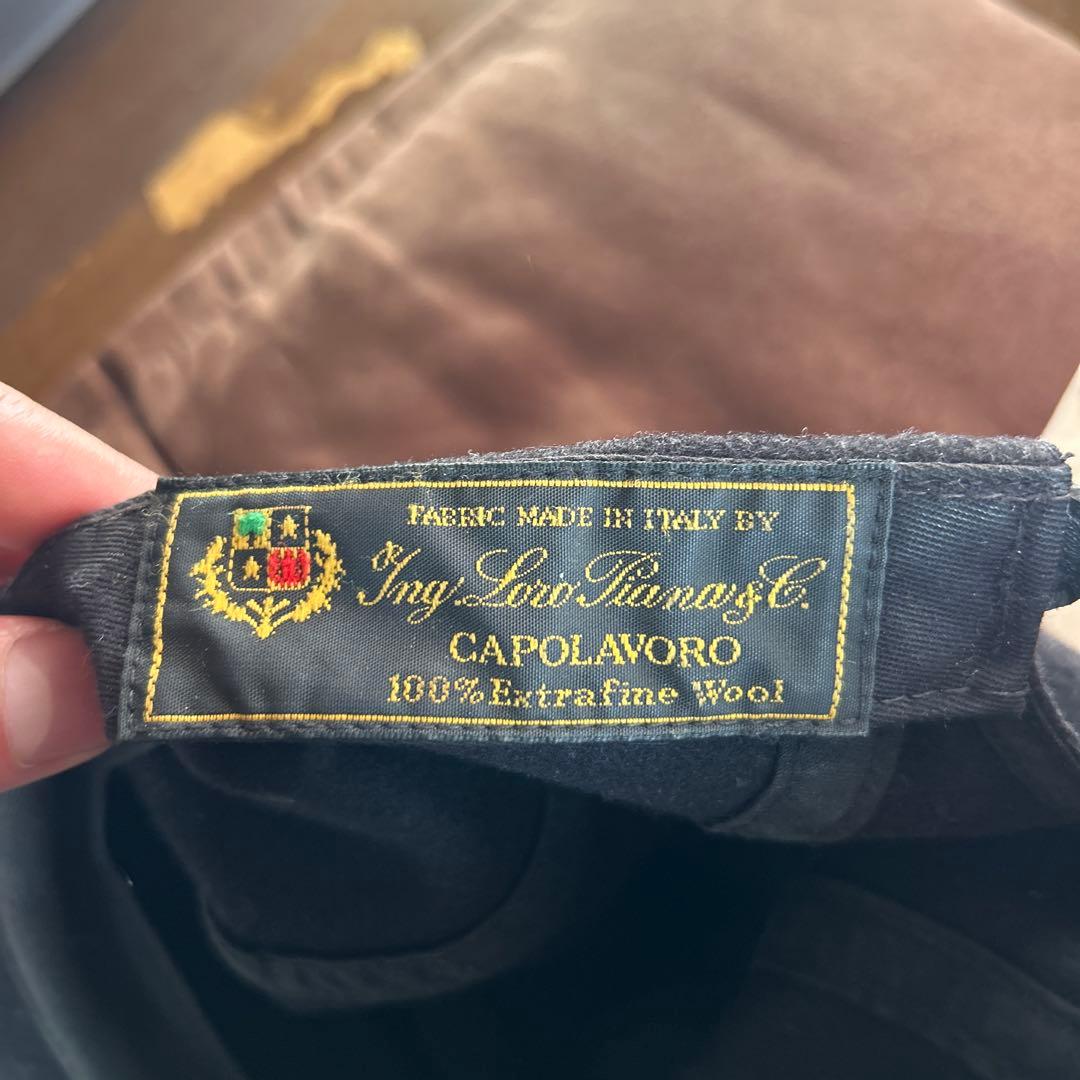 FABRIC MADE IN ITALY BY
Ing. Loro Piana & C.
CAPOLAVORO
100% Extrafine Wool